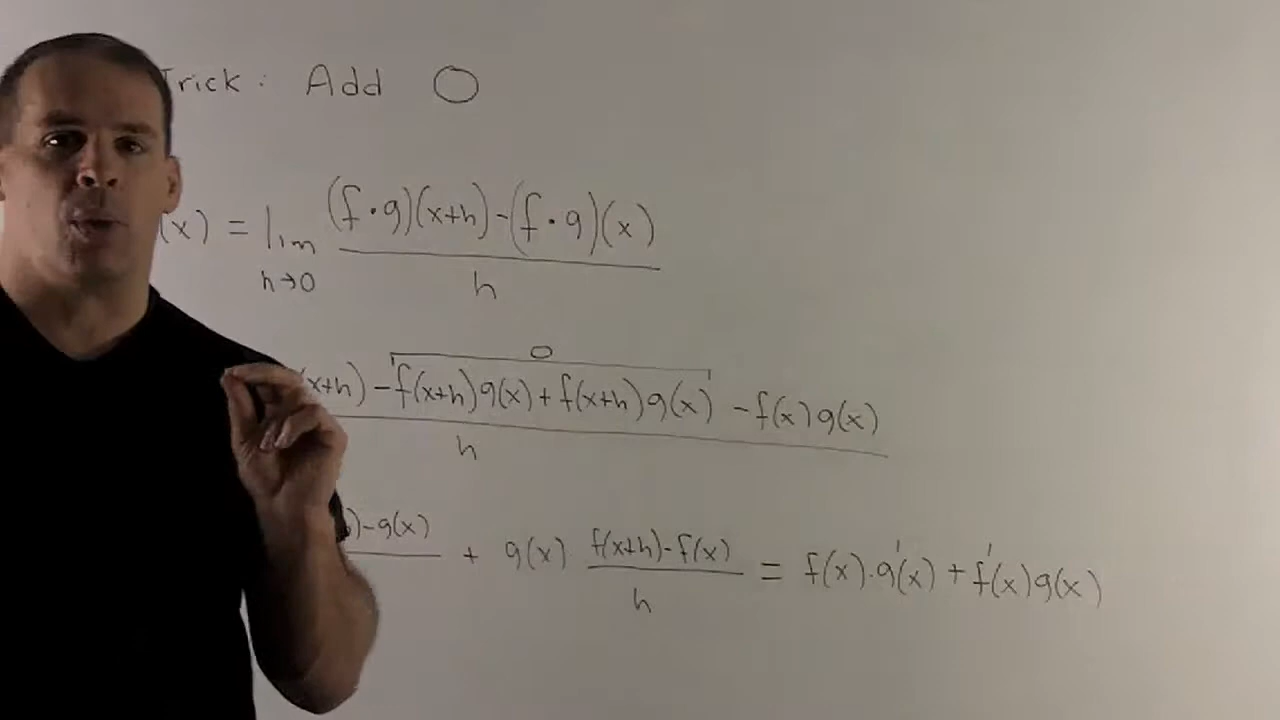 Trick: Add 0
(x) = lim h→0 (f·g)(x+h)-(f·g)(x) / h
0
(x+h) - f(x+h)g(x) + f(x+h)g(x) - f(x)g(x) / h
)-g(x) + g(x) f(x+h)-f(x) / h = f(x)·g'(x) + f'(x)g(x)